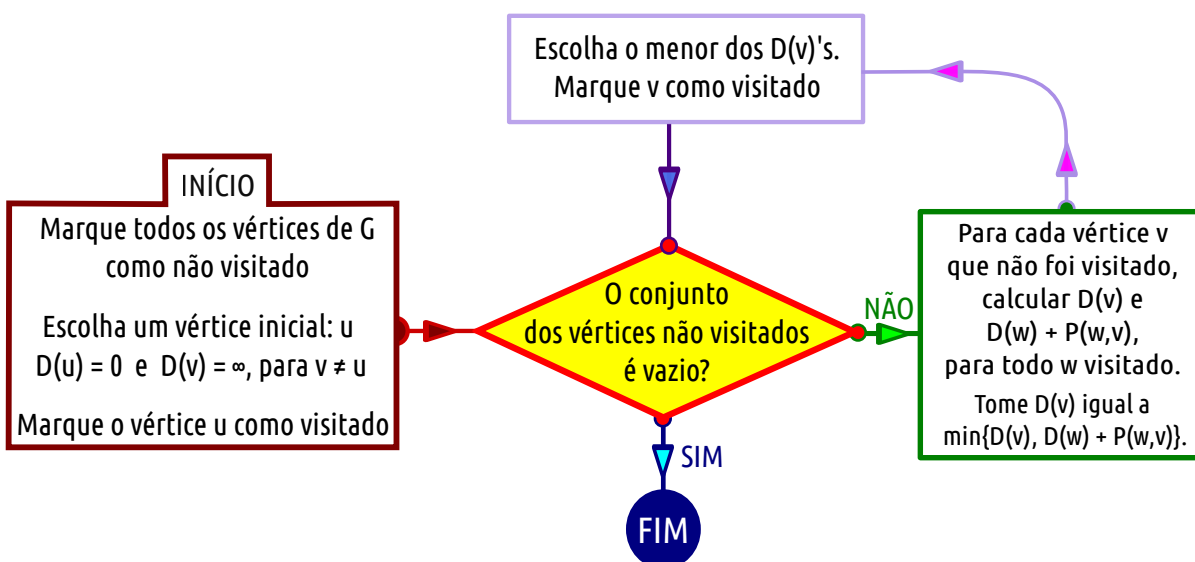 INÍCIO
Marque todos os vértices de G
como não visitado
Escolha um vértice inicial: u
D(u) = 0 e D(v) = ∞, para v ≠ u
Marque o vértice u como visitado
O conjunto
dos vértices não visitados
é vazio?
NÃO
Para cada vértice v
que não foi visitado,
calcular D(v) e
D(w) + P(w,v),
para todo w visitado.
Tome D(v) igual a
min{D(v), D(w) + P(w,v)}.
Escolha o menor dos D(v)'s.
Marque v como visitado
SIM
FIM